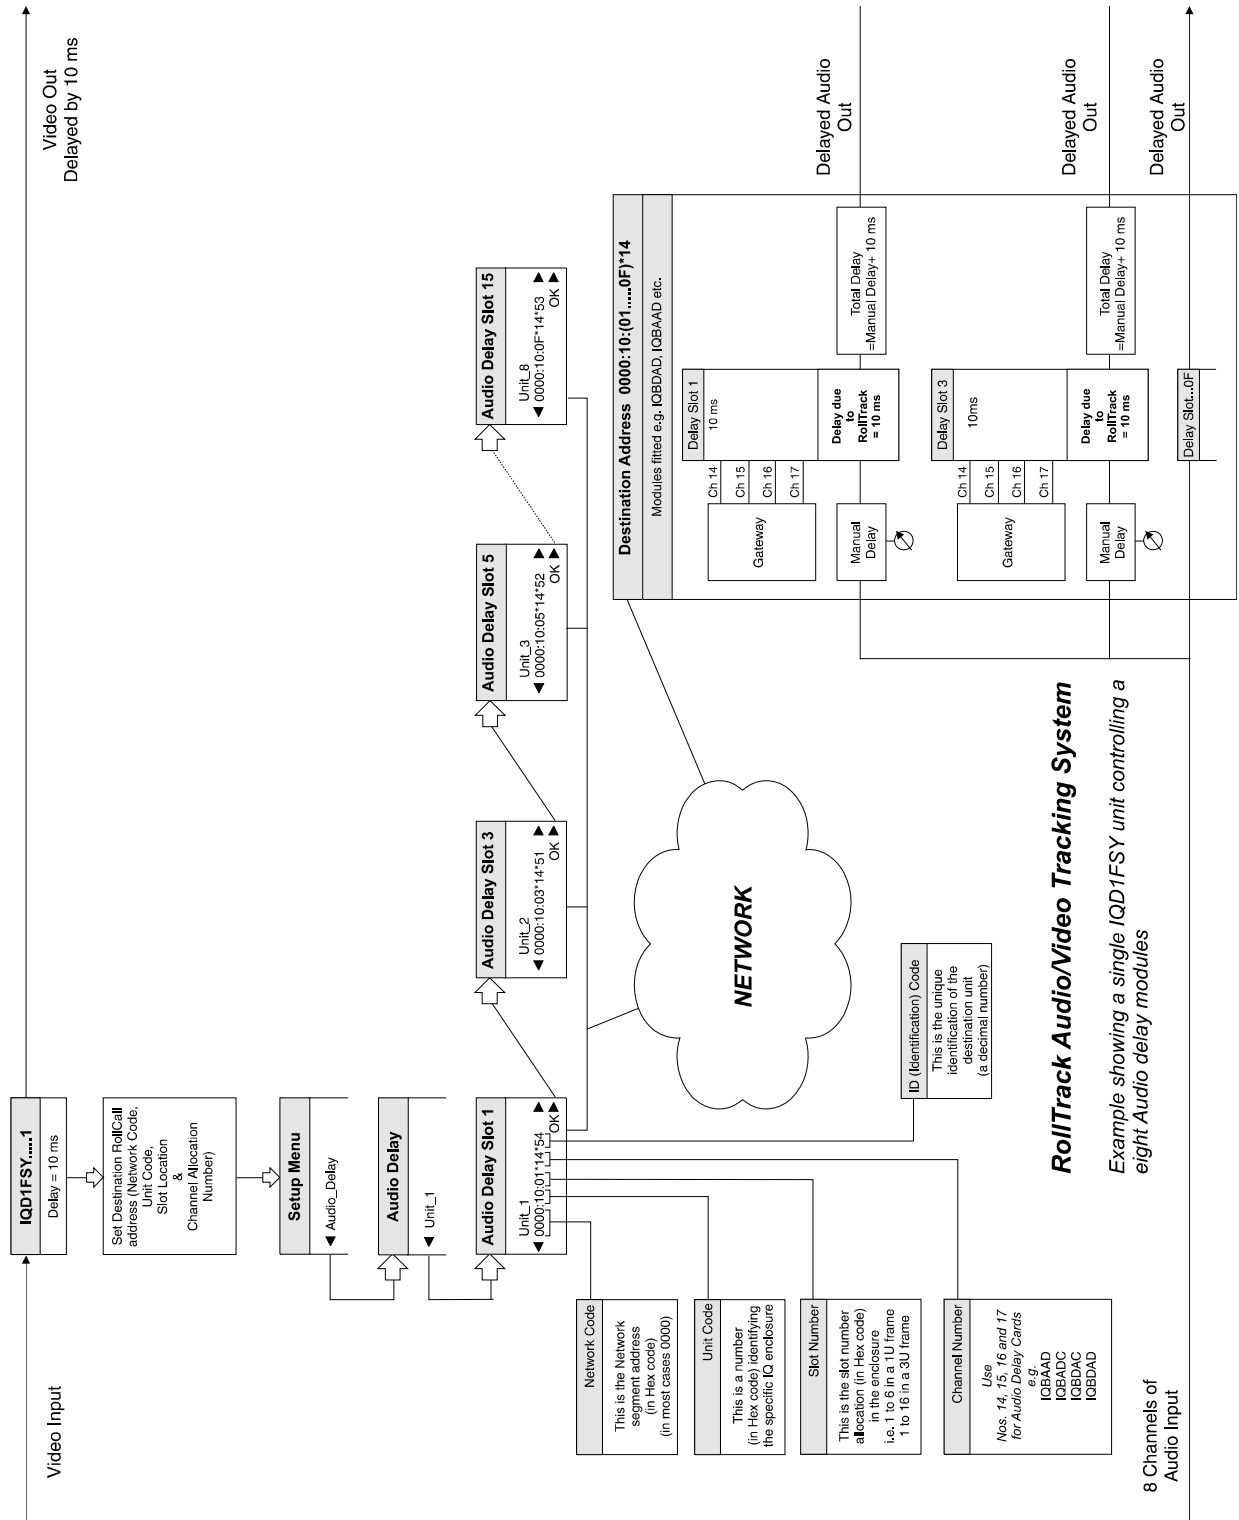 Video Input
IQD1FSY.....1
Delay = 10 ms
Video Out
Delayed by 10 ms
Set Destination RollCall
address (Network Code,
Unit Code,
Slot Location
&
Channel Allocation
Number)
Setup Menu
◀ Audio_Delay
Audio Delay
◀ Unit_1
Audio Delay Slot 1
Unit_1 ▶
◀ 0000:10:01*14*54 ▶
OK
Audio Delay Slot 3
Unit_2 ▶
◀ 0000:10:03*14*51 ▶
OK
Audio Delay Slot 5
Unit_3 ▶
◀ 0000:10:05*14*52 ▶
OK
Audio Delay Slot 15
Unit_8 ▶
◀ 0000:10:0F*14*53 ▶
OK
Network Code
This is the Network
segment address
(in Hex code)
(in most cases 0000)
Unit Code
This is a number
(in Hex code) identifying
the specific IQ enclosure
Slot Number
This is the slot number
allocation (in Hex code)
in the enclosure
i.e. 1 to 6 in a 1U frame
1 to 16 in a 3U frame
Channel Number
Use
Nos. 14, 15, 16 and 17
for Audio Delay Cards
e.g.
IQBAAD
IQBADC
IQBDAC
IQBDAD
ID (Identification) Code
This is the unique
identification of the
destination unit
(a decimal number)
NETWORK
Destination Address 0000:10:(01.....0F)*14
Modules fitted e.g. IQBDAD, IQBAAD etc.
Gateway
Ch 14
Ch 15
Ch 16
Ch 17
Delay Slot 1
10 ms
Manual
Delay
Delay due
to
RollTrack
= 10 ms
Total Delay
=Manual Delay+ 10 ms
Delayed Audio
Out
Gateway
Ch 14
Ch 15
Ch 16
Ch 17
Delay Slot 3
10ms
Manual
Delay
Delay due
to
RollTrack
= 10 ms
Total Delay
=Manual Delay+ 10 ms
Delayed Audio
Out
Delay Slot...0F
Delayed Audio
Out
RollTrack Audio/Video Tracking System
Example showing a single IQD1FSY unit controlling a
eight Audio delay modules
8 Channels of
Audio Input